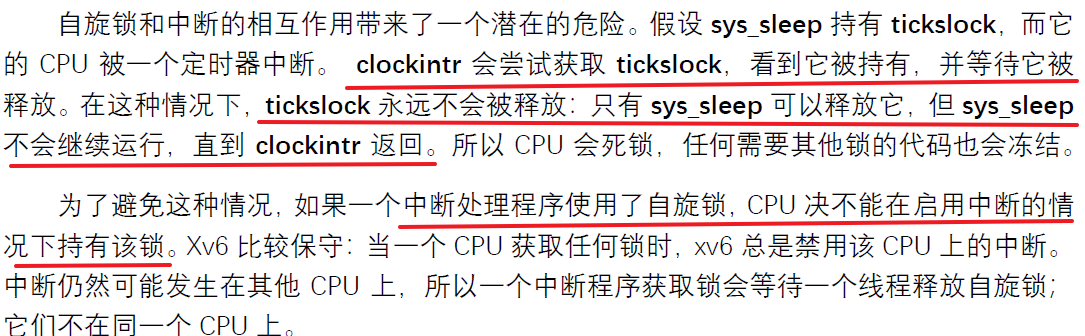 自旋锁和中断的相互作用带来了一个潜在的危险。假设 sys_sleep 持有 tickslock，而它
的 CPU 被一个定时器中断。 clockintr 会尝试获取 tickslock，看到它被持有，并等待它被
释放。在这种情况下，tickslock 永远不会被释放：只有 sys_sleep 可以释放它，但 sys_sleep
不会继续运行，直到 clockintr 返回。所以 CPU 会死锁，任何需要其他锁的代码也会冻结。
为了避免这种情况，如果一个中断处理程序使用了自旋锁，CPU 决不能在启用中断的情
况下持有该锁。Xv6 比较保守：当一个 CPU 获取任何锁时，xv6 总是禁用该 CPU 上的中断。
中断仍然可能发生在其他 CPU 上，所以一个中断程序获取锁会等待一个线程释放自旋锁；
它们不在同一个 CPU 上。